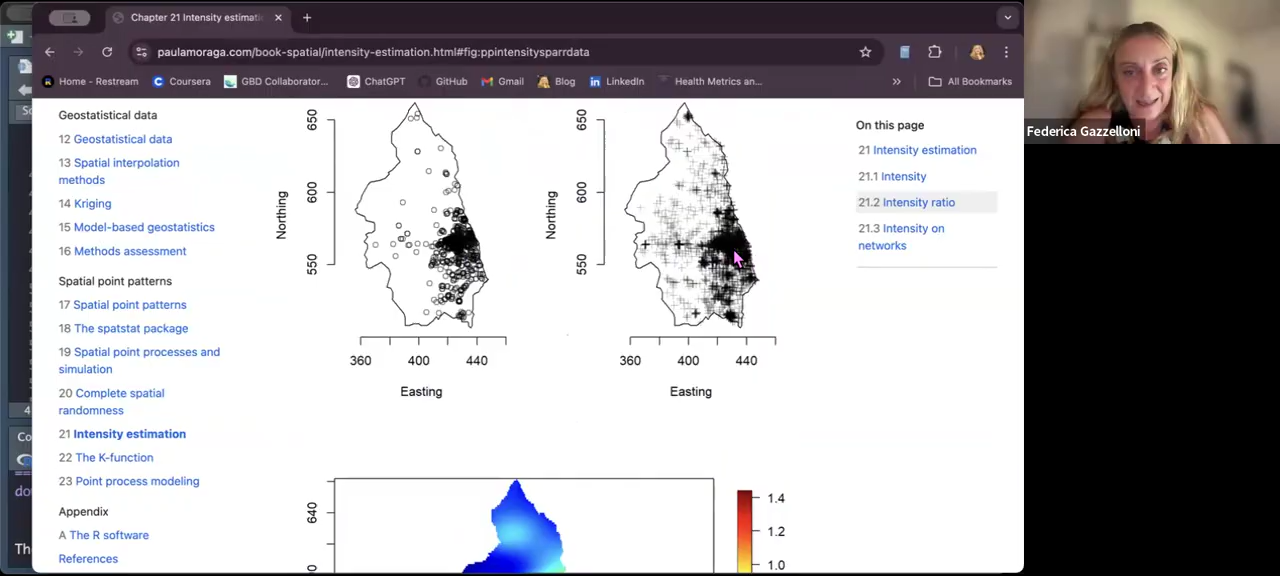 Chapter 21 Intensity estimati
paulamoraga.com/book-spatial/intensity-estimation.html#fig:ppintensitysparrdata
Home - Restream
Coursera
GBD Collaborator...
ChatGPT
GitHub
Gmail
Blog
LinkedIn
Health Metrics an...
»
All Bookmarks
Federica Gazzelloni
Geostatistical data
12 Geostatistical data
13 Spatial interpolation
methods
14 Kriging
15 Model-based geostatistics
16 Methods assessment
Spatial point patterns
17 Spatial point patterns
18 The spatstat package
19 Spatial point processes and
simulation
20 Complete spatial
randomness
21 Intensity estimation
22 The K-function
23 Point process modeling
Appendix
A The R software
References
650
600
550
Northing
360
400
440
Easting
650
600
550
Northing
360
400
440
Easting
640
1.4
1.2
1.0
On this page
21 Intensity estimation
21.1 Intensity
21.2 Intensity ratio
21.3 Intensity on
networks
Co
do
Th